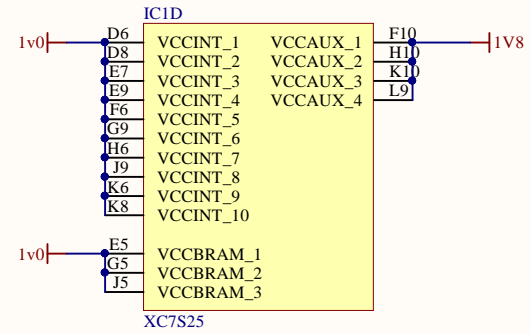 IC1D
1v0 D6 VCCINT_1 VCCAUX_1 F10 1V8
D8 VCCINT_2 VCCAUX_2 H10
E7 VCCINT_3 VCCAUX_3 K10
E9 VCCINT_4 VCCAUX_4 L9
F6 VCCINT_5
G9 VCCINT_6
H6 VCCINT_7
J9 VCCINT_8
K6 VCCINT_9
K8 VCCINT_10
1v0 E5 VCCBRAM_1
G5 VCCBRAM_2
J5 VCCBRAM_3
XC7S25